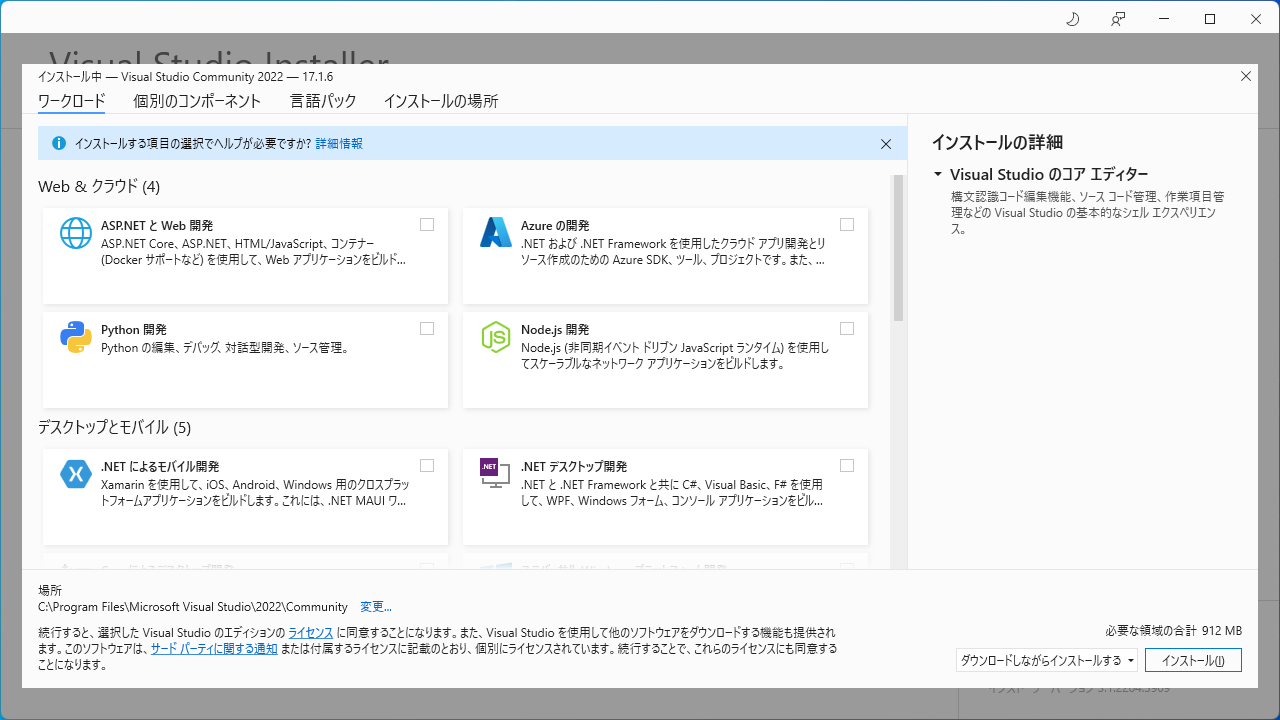 Visual Studio Installer
インストール中 — Visual Studio Community 2022 — 17.1.6
ワークロード 個別のコンポーネント 言語パック インストールの場所
インストールする項目の選択でヘルプが必要ですか? 詳細情報
Web & クラウド (4)
ASP.NET と Web 開発
ASP.NET Core、ASP.NET、HTML/JavaScript、コンテナー
(Docker サポートなど) を使用して、Web アプリケーションをビルド...
Azure の開発
.NET および .NET Framework を使用したクラウド アプリ開発とリ
ソース作成のための Azure SDK、ツール、プロジェクトです。また、...
Python 開発
Python の編集、デバッグ、対話型開発、ソース管理。
Node.js 開発
Node.js (非同期イベント ドリブン JavaScript ランタイム) を使用し
てスケーラブルなネットワーク アプリケーションをビルドします。
デスクトップとモバイル (5)
.NET によるモバイル開発
Xamarin を使用して、iOS、Android、Windows 用のクロスプラッ
トフォームアプリケーションをビルドします。これには、.NET MAUI ワ...
.NET
.NET デスクトップ開発
.NET と .NET Framework と共に C#、Visual Basic、F# を使用
して、WPF、Windows フォーム、コンソール アプリケーションをビル...
インストールの詳細
Visual Studio のコア エディター
構文認識コード編集機能、ソース コード管理、作業項目管
理などの Visual Studio の基本的なシェル エクスペリエン
ス。
場所
C:\Program Files\Microsoft Visual Studio\2022\Community 変更...
続行すると、選択した Visual Studio のエディションの ライセンス に同意することになります。また、Visual Studio を使用して他のソフトウェアをダウンロードする機能も提供されま
す。このソフトウェアは、サード パーティに関する通知 または付属するライセンスに記載のとおり、個別にライセンスされています。続行することで、これらのライセンスにも同意する
ことになります。
必要な領域の合計 912 MB
ダウンロードしながらインストールする インストール(I)